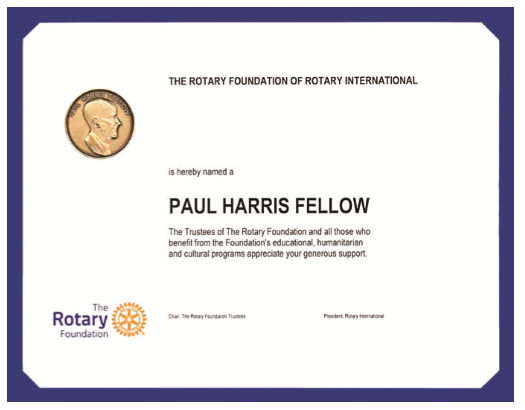 THE ROTARY FOUNDATION OF ROTARY INTERNATIONAL
is hereby named a
PAUL HARRIS FELLOW
The Trustees of The Rotary Foundation and all those who
benefit from the Foundation's educational, humanitarian
and cultural programs appreciate your generous support.
The
Rotary
Foundation
Chair, The Rotary Foundation Trustees
President, Rotary International